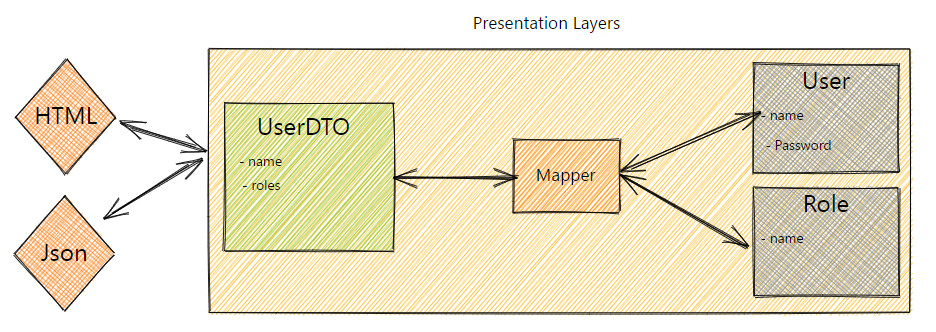 Presentation Layers
HTML
Json
UserDTO
- name
- roles
Mapper
User
- name
- Password
Role
- name